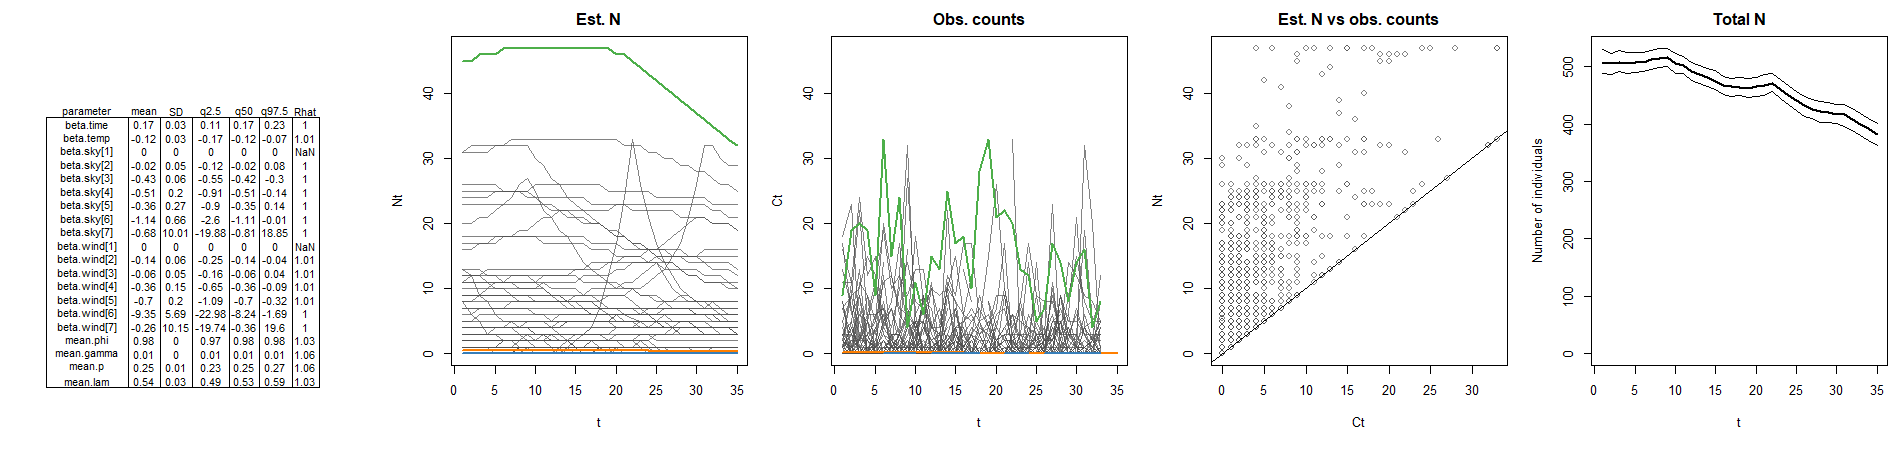 parameter mean SD q2.5 q50 q97.5 Rhat
beta.time 0.17 0.03 0.11 0.17 0.23 1
beta.temp -0.12 0.03 -0.17 -0.12 -0.07 1.01
beta.sky[1] 0 0 0 0 0 NaN
beta.sky[2] -0.02 0.05 -0.12 -0.02 0.08 1
beta.sky[3] -0.43 0.06 -0.55 -0.42 -0.3 1
beta.sky[4] -0.51 0.2 -0.91 -0.51 -0.14 1
beta.sky[5] -0.36 0.27 -0.9 -0.35 0.14 1
beta.sky[6] -1.14 0.66 -2.6 -1.11 -0.01 1
beta.sky[7] -0.68 10.01 -19.88 -0.81 18.85 1
beta.wind[1] 0 0 0 0 0 NaN
beta.wind[2] -0.14 0.06 -0.25 -0.14 -0.04 1.01
beta.wind[3] -0.06 0.05 -0.16 -0.06 0.04 1.01
beta.wind[4] -0.36 0.15 -0.65 -0.36 -0.09 1.01
beta.wind[5] -0.7 0.2 -1.09 -0.7 -0.32 1.01
beta.wind[6] -9.35 5.69 -22.98 -8.24 -1.69 1
beta.wind[7] -0.26 10.15 -19.74 -0.36 19.6 1
mean.phi 0.98 0 0.97 0.98 0.98 1.03
mean.gamma 0.01 0 0.01 0.01 0.01 1.06
mean.p 0.25 0.01 0.23 0.25 0.27 1.06
mean.lam 0.54 0.03 0.49 0.53 0.59 1.03
Est. N
Nt
40
30
20
10
0
0 5 10 15 20 25 30 35
t
Obs. counts
Ct
40
30
20
10
0
0 5 10 15 20 25 30 35
t
Est. N vs obs. counts
Nt
40
30
20
10
0
0 5 10 15 20 25 30
Ct
Total N
Number of individuals
500
400
300
200
100
0
0 5 10 15 20 25 30 35
t